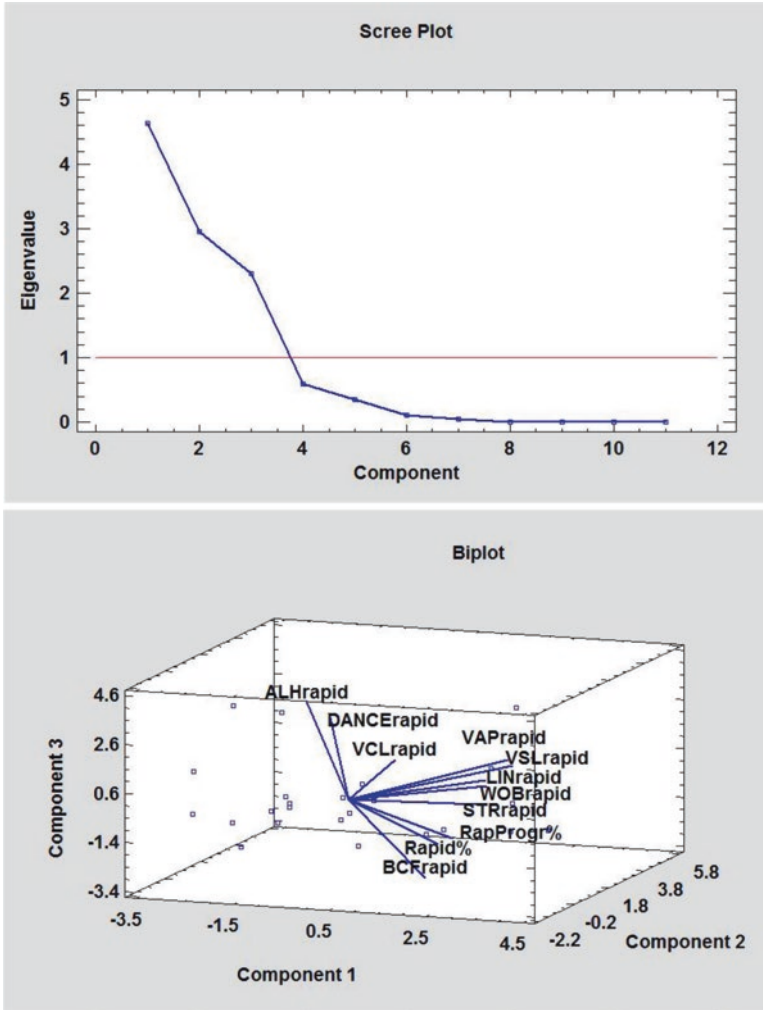 Scree Plot
5
4
3
2
1
0
Eigenvalue
0 2 4 6 8 10 12
Component
Biplot
4.6
2.6
0.6
-1.4
-3.4
Component 3
ALHrapid
DANCErapid
VCLrapid
VAPrapid
VSLrapid
LINrapid
WOBrapid
STRrapid
RapProgr%
Rapid%
BCFrapid
-3.5 -1.5 0.5 2.5 4.5
Component 1
-2.2 -0.2 1.8 3.8 5.8
Component 2